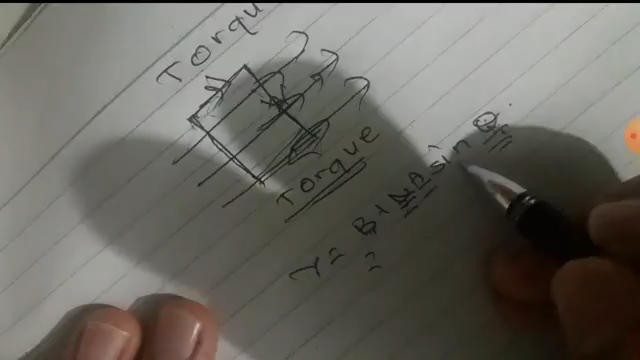 Torqu
Torque
γ = BINA sin θ